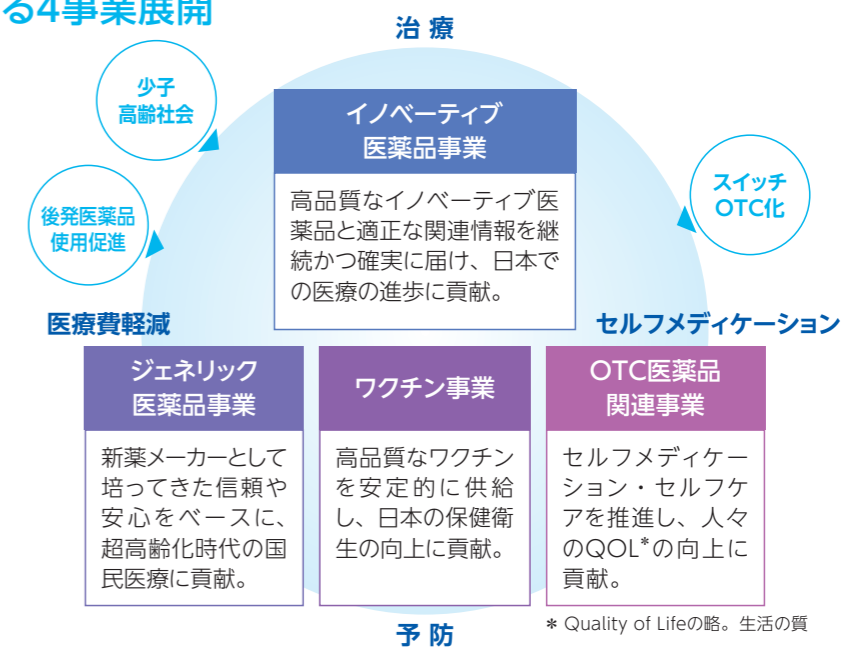 る4事業展開
治 療
少子
高齢社会
後発医薬品
使用促進
スイッチ
OTC化
イノベーティブ
医薬品事業
高品質なイノベーティブ医
薬品と適正な関連情報を継
続かつ確実に届け、日本で
の医療の進歩に貢献。
医療費軽減
セルフメディケーション
ジェネリック
医薬品事業
新薬メーカーとして
培ってきた信頼や
安心をベースに、
超高齢化時代の国
民医療に貢献。
ワクチン事業
高品質なワクチン
を安定的に供給
し、日本の保健衛
生の向上に貢献。
OTC医薬品
関連事業
セルフメディケー
ション・セルフケ
アを推進し、人々
のQOL*の向上に
貢献。
予 防
* Quality of Lifeの略。生活の質